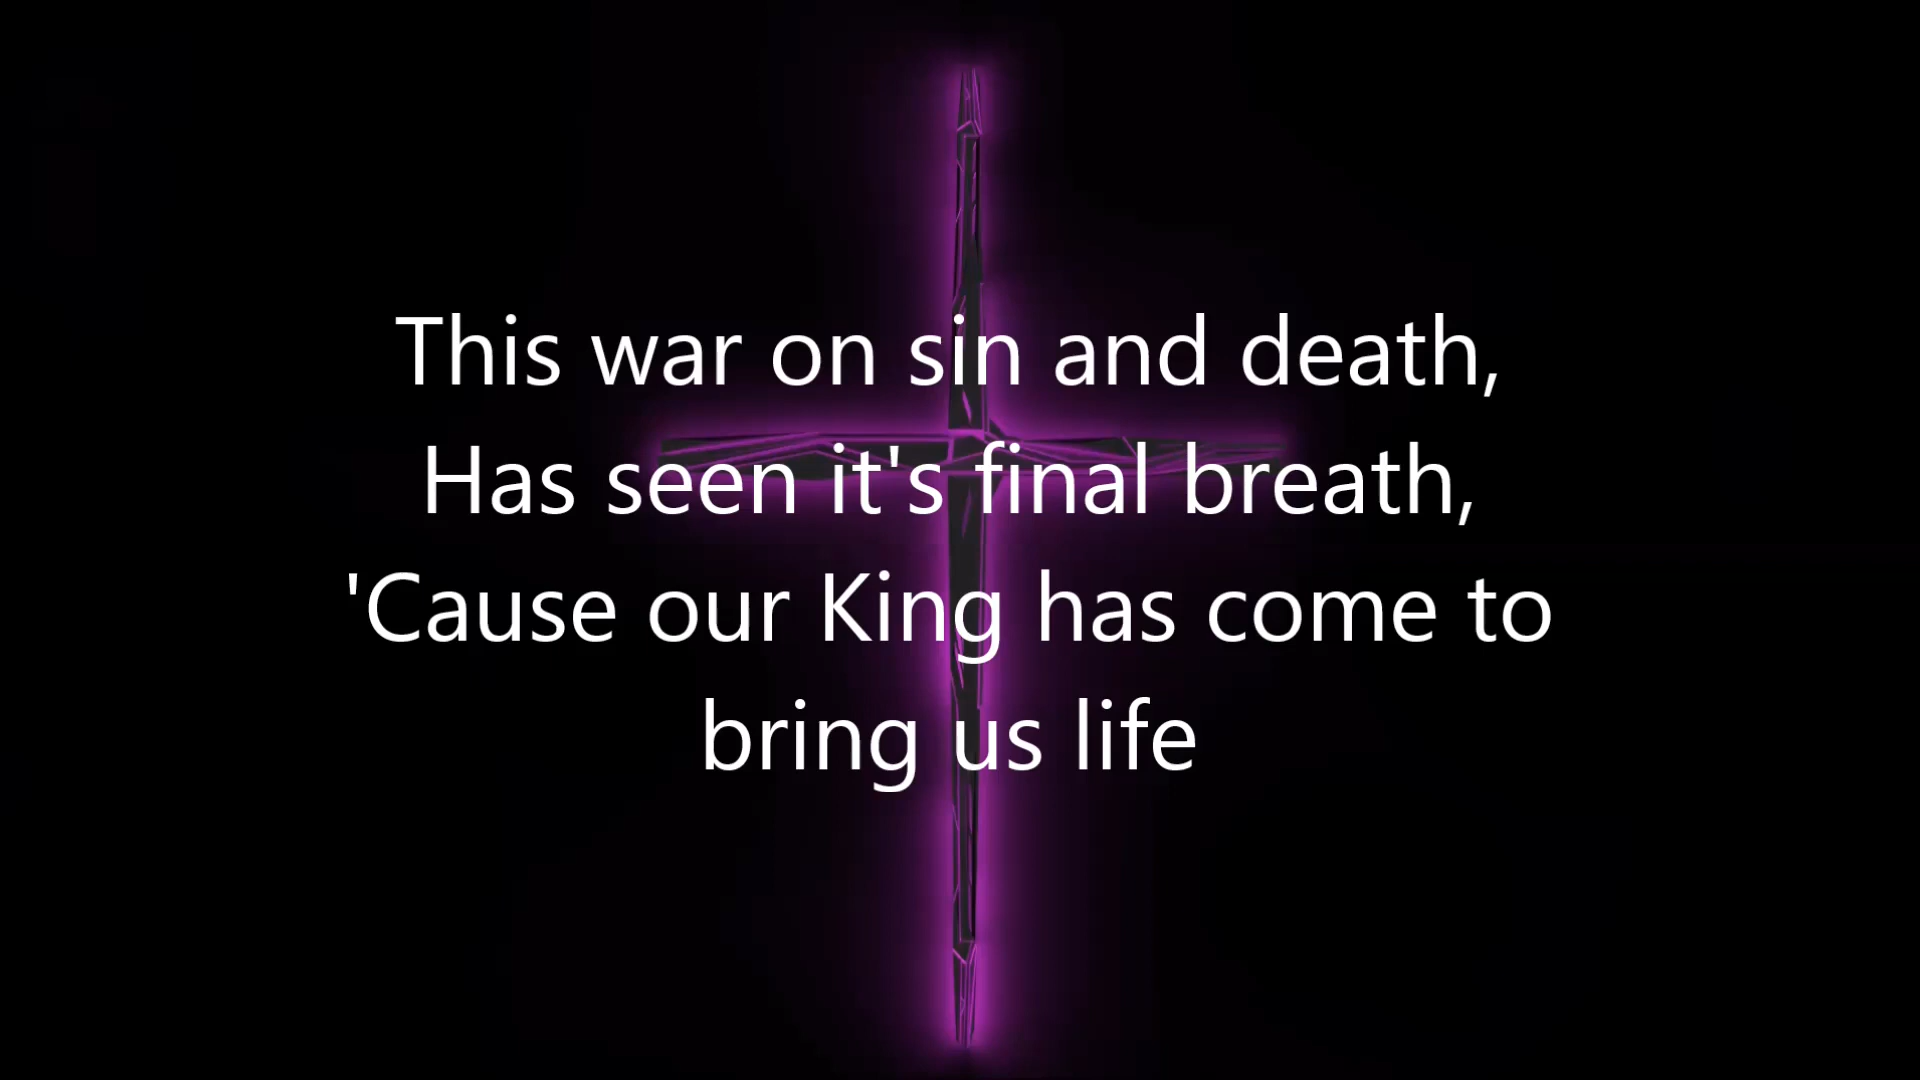 This war on sin and death,
Has seen it's final breath,
'Cause our King has come to
bring us life